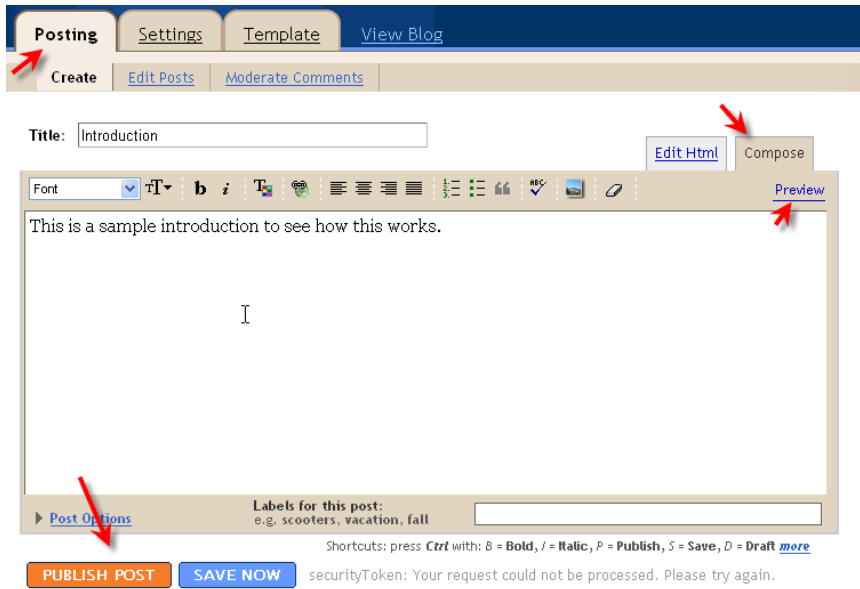 Posting Settings Template View Blog
Create Edit Posts Moderate Comments
Title: Introduction
Edit Html Compose
Font T b i T ABC Preview
This is a sample introduction to see how this works.
Labels for this post:
Post Options e.g. scooters, vacation, fall
Shortcuts: press Ctrl with: B = Bold, I = Italic, P = Publish, S = Save, D = Draft more
PUBLISH POST SAVE NOW securityToken: Your request could not be processed. Please try again.